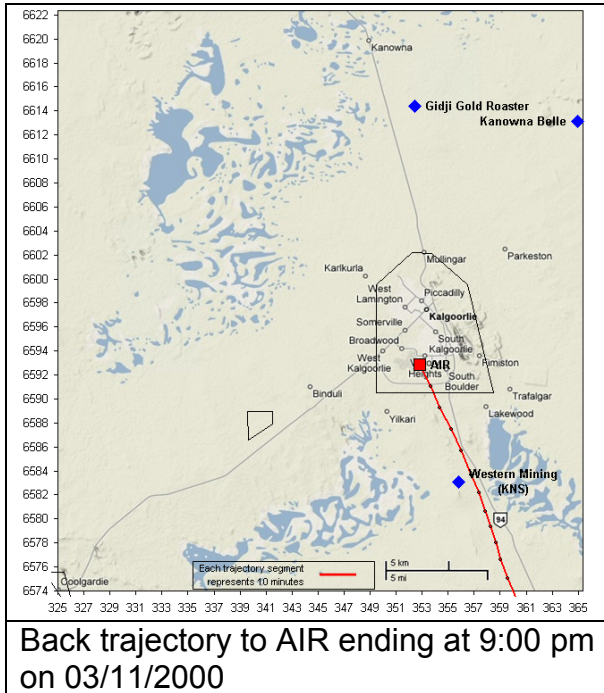 6622
6620
6618
6616
6614
6612
6610
6608
6606
6604
6602
6600
6598
6596
6594
6592
6590
6588
6586
6584
6582
6580
6578
6576
6574
Kanowna
Gidji Gold Roaster
Kanowna Belle
Mullingar
Parkeston
Karlkurla
West
Lamington
Piccadilly
Kalgoorlie
Somerville
Broadwood
South
Kalgoorlie
West
Kalgoorlie
Fimiston
AIR
Heights
South
Boulder
Binduli
Trafalgar
Yilkari
Lakewood
Western Mining
(KNS)
94
Coolgardie
Each trajectory segment
represents 10 minutes
5 km
5 mi
325 327 329 331 333 335 337 339 341 343 345 347 349 351 353 355 357 359 361 363 365
Back trajectory to AIR ending at 9:00 pm
on 03/11/2000